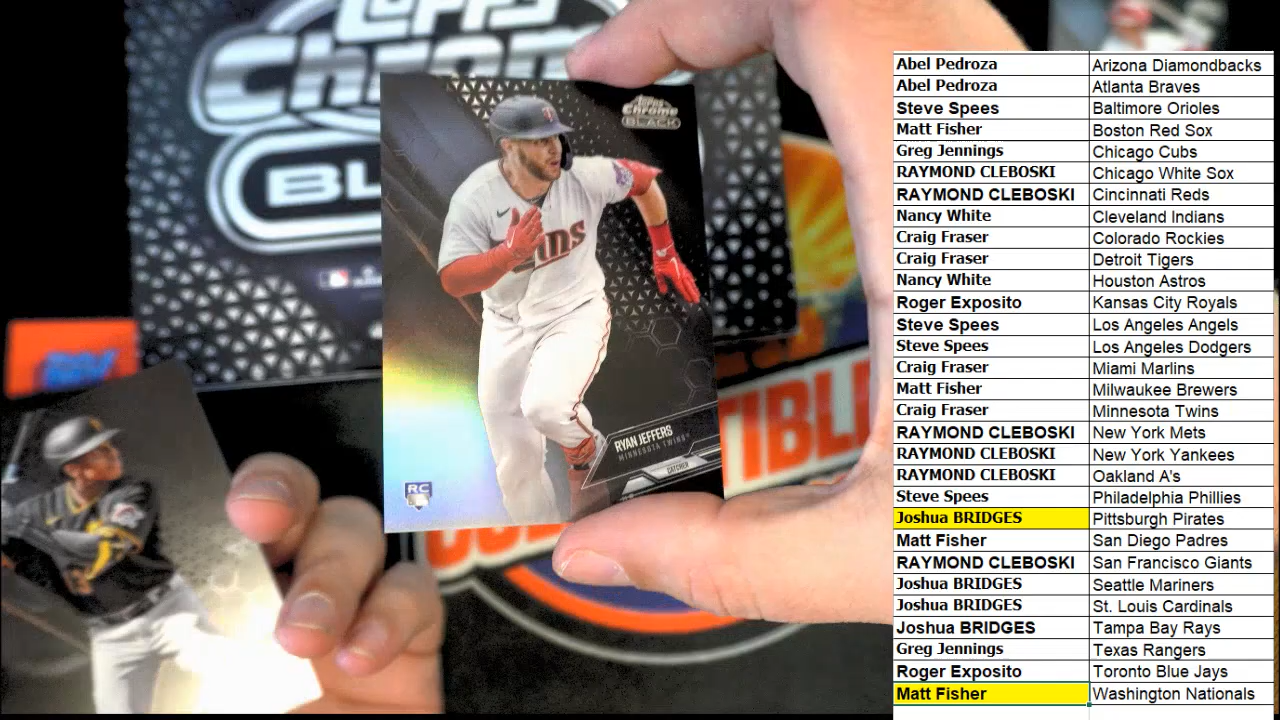 Topps
Chrome
BL
Topps
Chrome
BLACK
Twins
RYAN JEFFERS
MINNESOTA TWINS
CATCHER
RC
TIBLE
Abel Pedroza Arizona Diamondbacks
Abel Pedroza Atlanta Braves
Steve Spees Baltimore Orioles
Matt Fisher Boston Red Sox
Greg Jennings Chicago Cubs
RAYMOND CLEBOSKI Chicago White Sox
RAYMOND CLEBOSKI Cincinnati Reds
Nancy White Cleveland Indians
Craig Fraser Colorado Rockies
Craig Fraser Detroit Tigers
Nancy White Houston Astros
Roger Exposito Kansas City Royals
Steve Spees Los Angeles Angels
Steve Spees Los Angeles Dodgers
Craig Fraser Miami Marlins
Matt Fisher Milwaukee Brewers
Craig Fraser Minnesota Twins
RAYMOND CLEBOSKI New York Mets
RAYMOND CLEBOSKI New York Yankees
RAYMOND CLEBOSKI Oakland A's
Steve Spees Philadelphia Phillies
Joshua BRIDGES Pittsburgh Pirates
Matt Fisher San Diego Padres
RAYMOND CLEBOSKI San Francisco Giants
Joshua BRIDGES Seattle Mariners
Joshua BRIDGES St. Louis Cardinals
Joshua BRIDGES Tampa Bay Rays
Greg Jennings Texas Rangers
Roger Exposito Toronto Blue Jays
Matt Fisher Washington Nationals